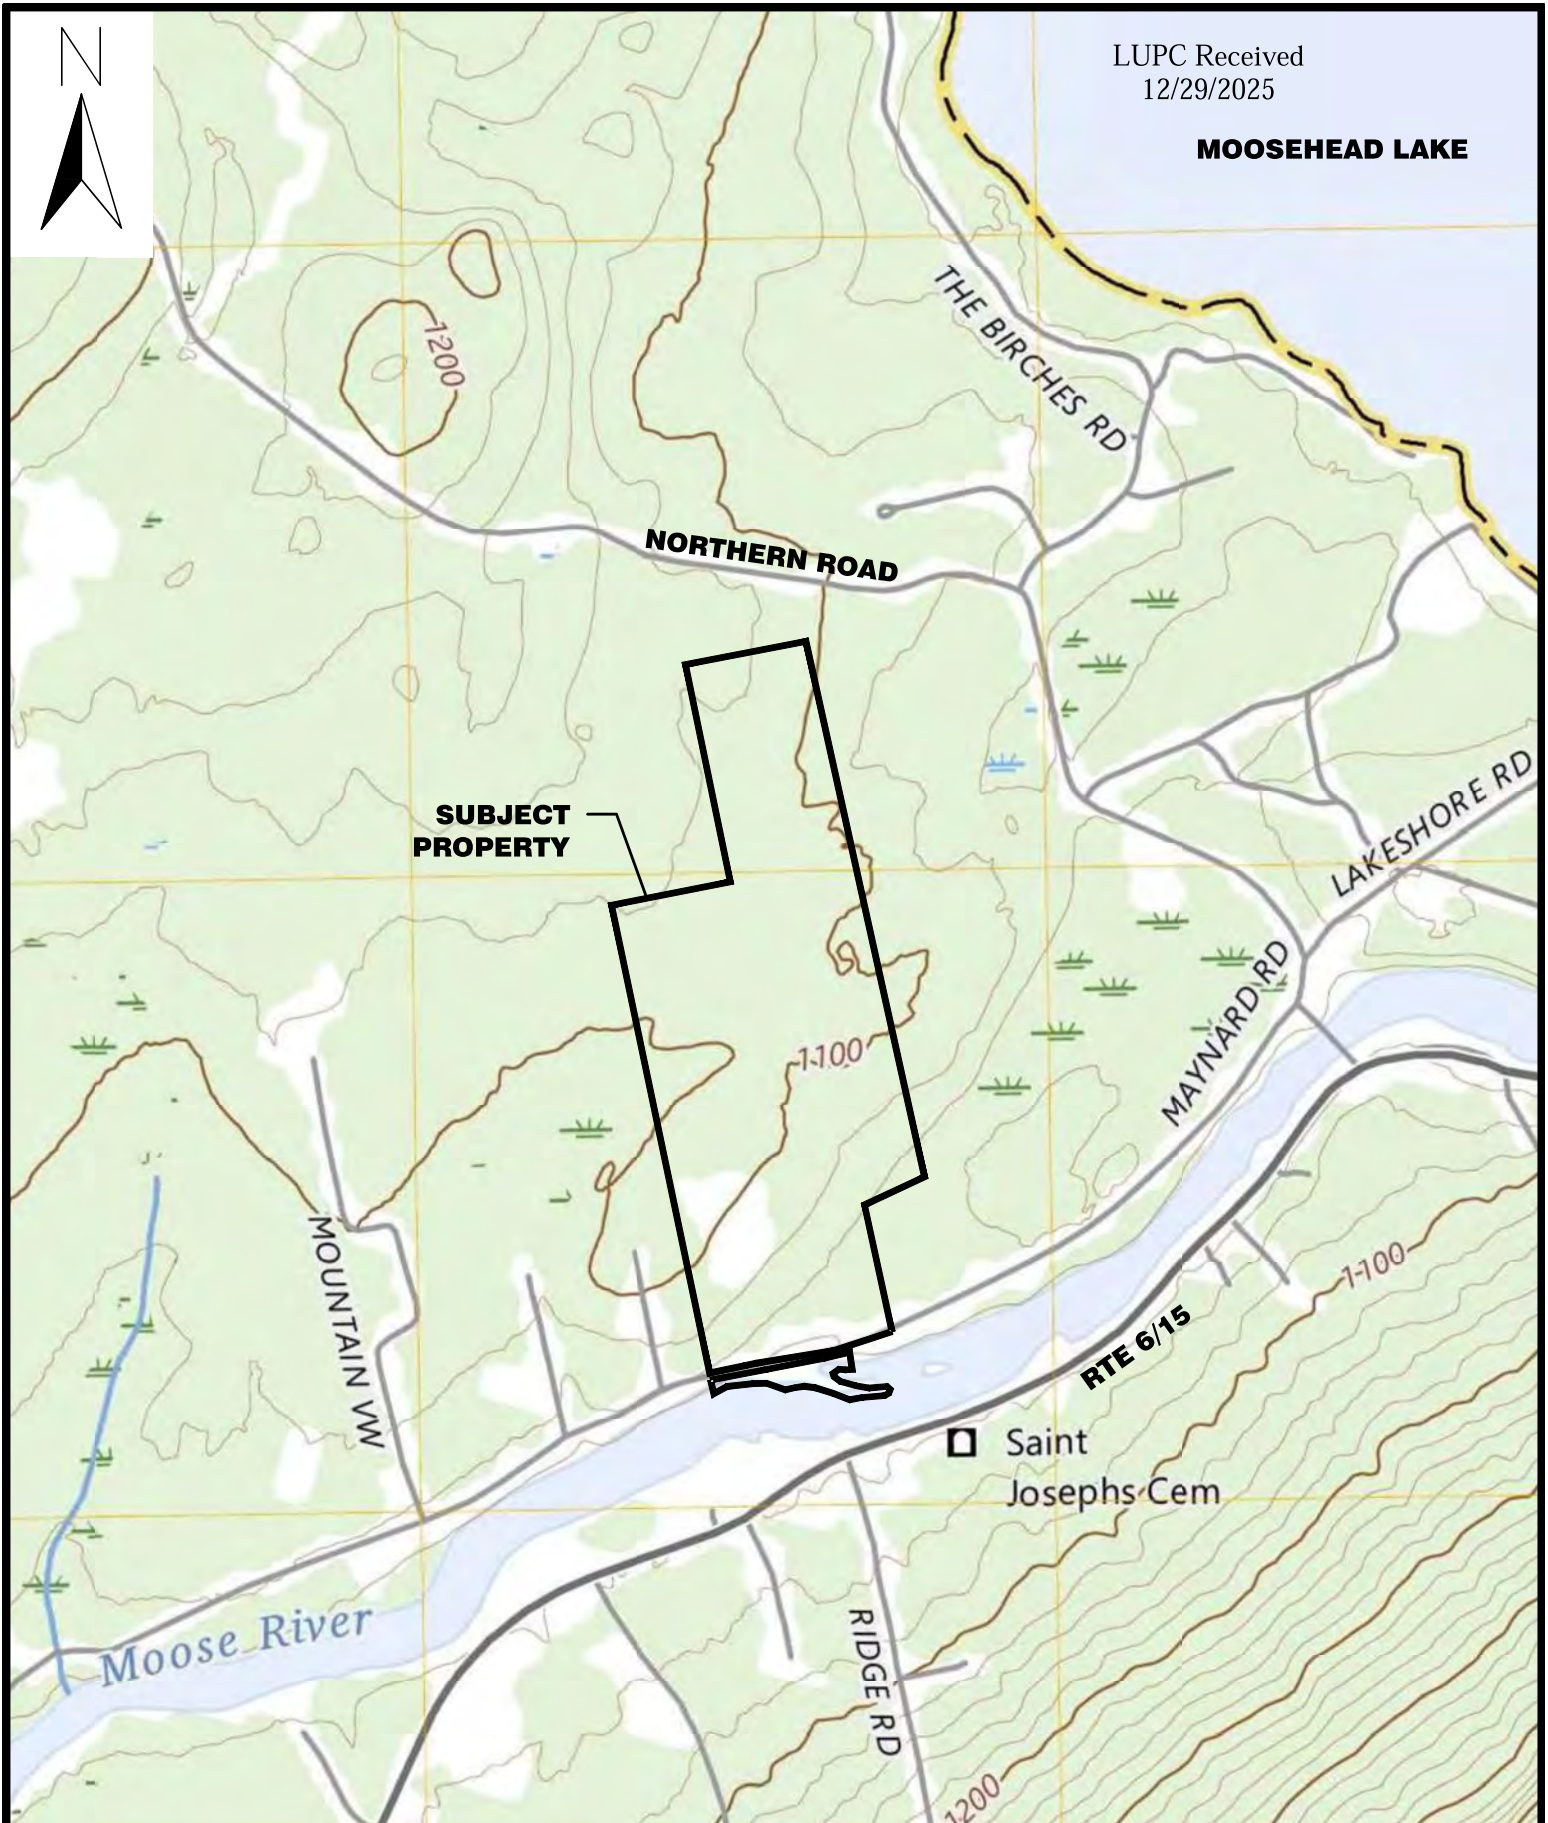 N
LUPC Received
12/29/2025
MOOSEHEAD LAKE
THE BIRCHES RD
1200
NORTHERN ROAD
SUBJECT
PROPERTY
LAKESHORE RD
MAYNARD RD
1100
MOUNTAIN VW
1100
RTE 6/15
Saint
Josephs Cem
Moose River
RIDGE RD
1200